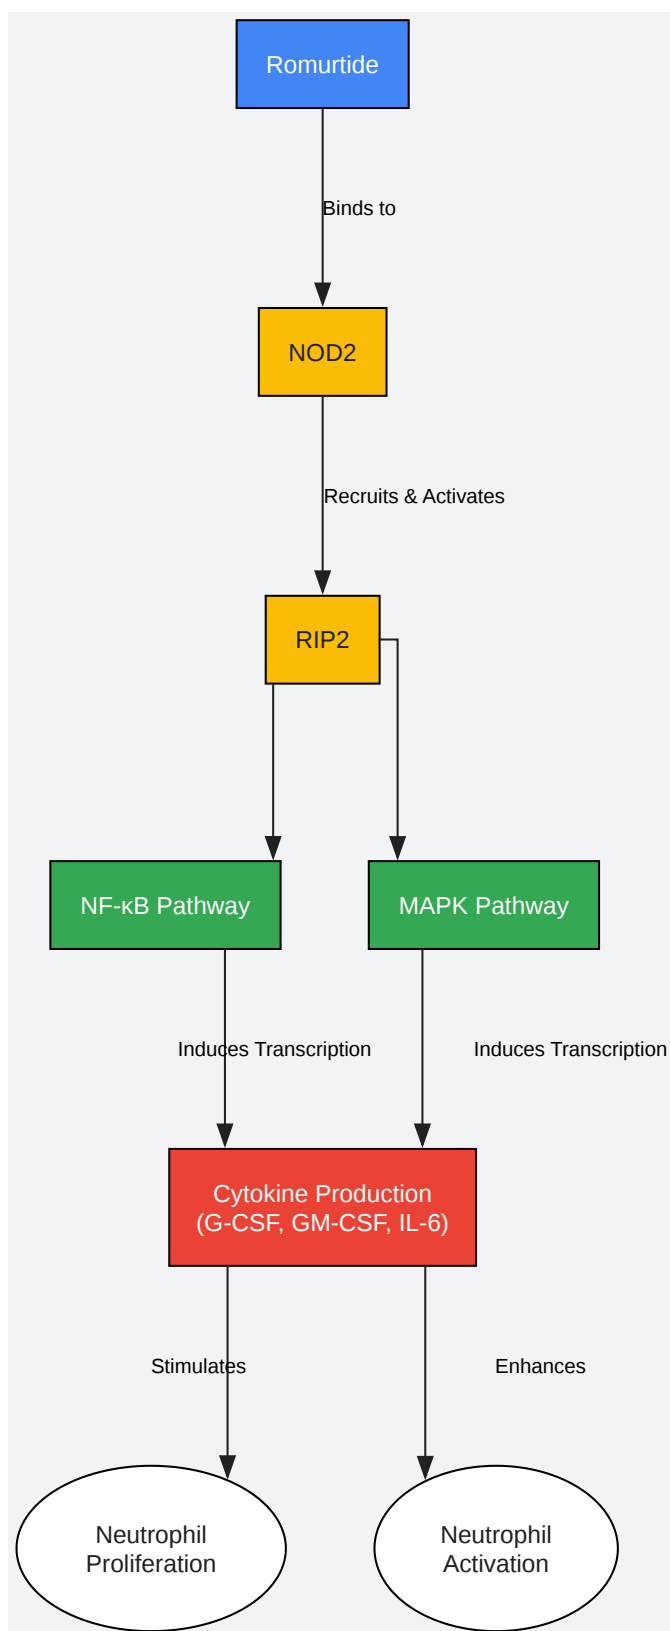 Romurtide
Binds to
NOD2
Recruits & Activates
RIP2
NF-κB Pathway
MAPK Pathway
Induces Transcription
Induces Transcription
Cytokine Production
(G-CSF, GM-CSF, IL-6)
Stimulates
Enhances
Neutrophil
Proliferation
Neutrophil
Activation